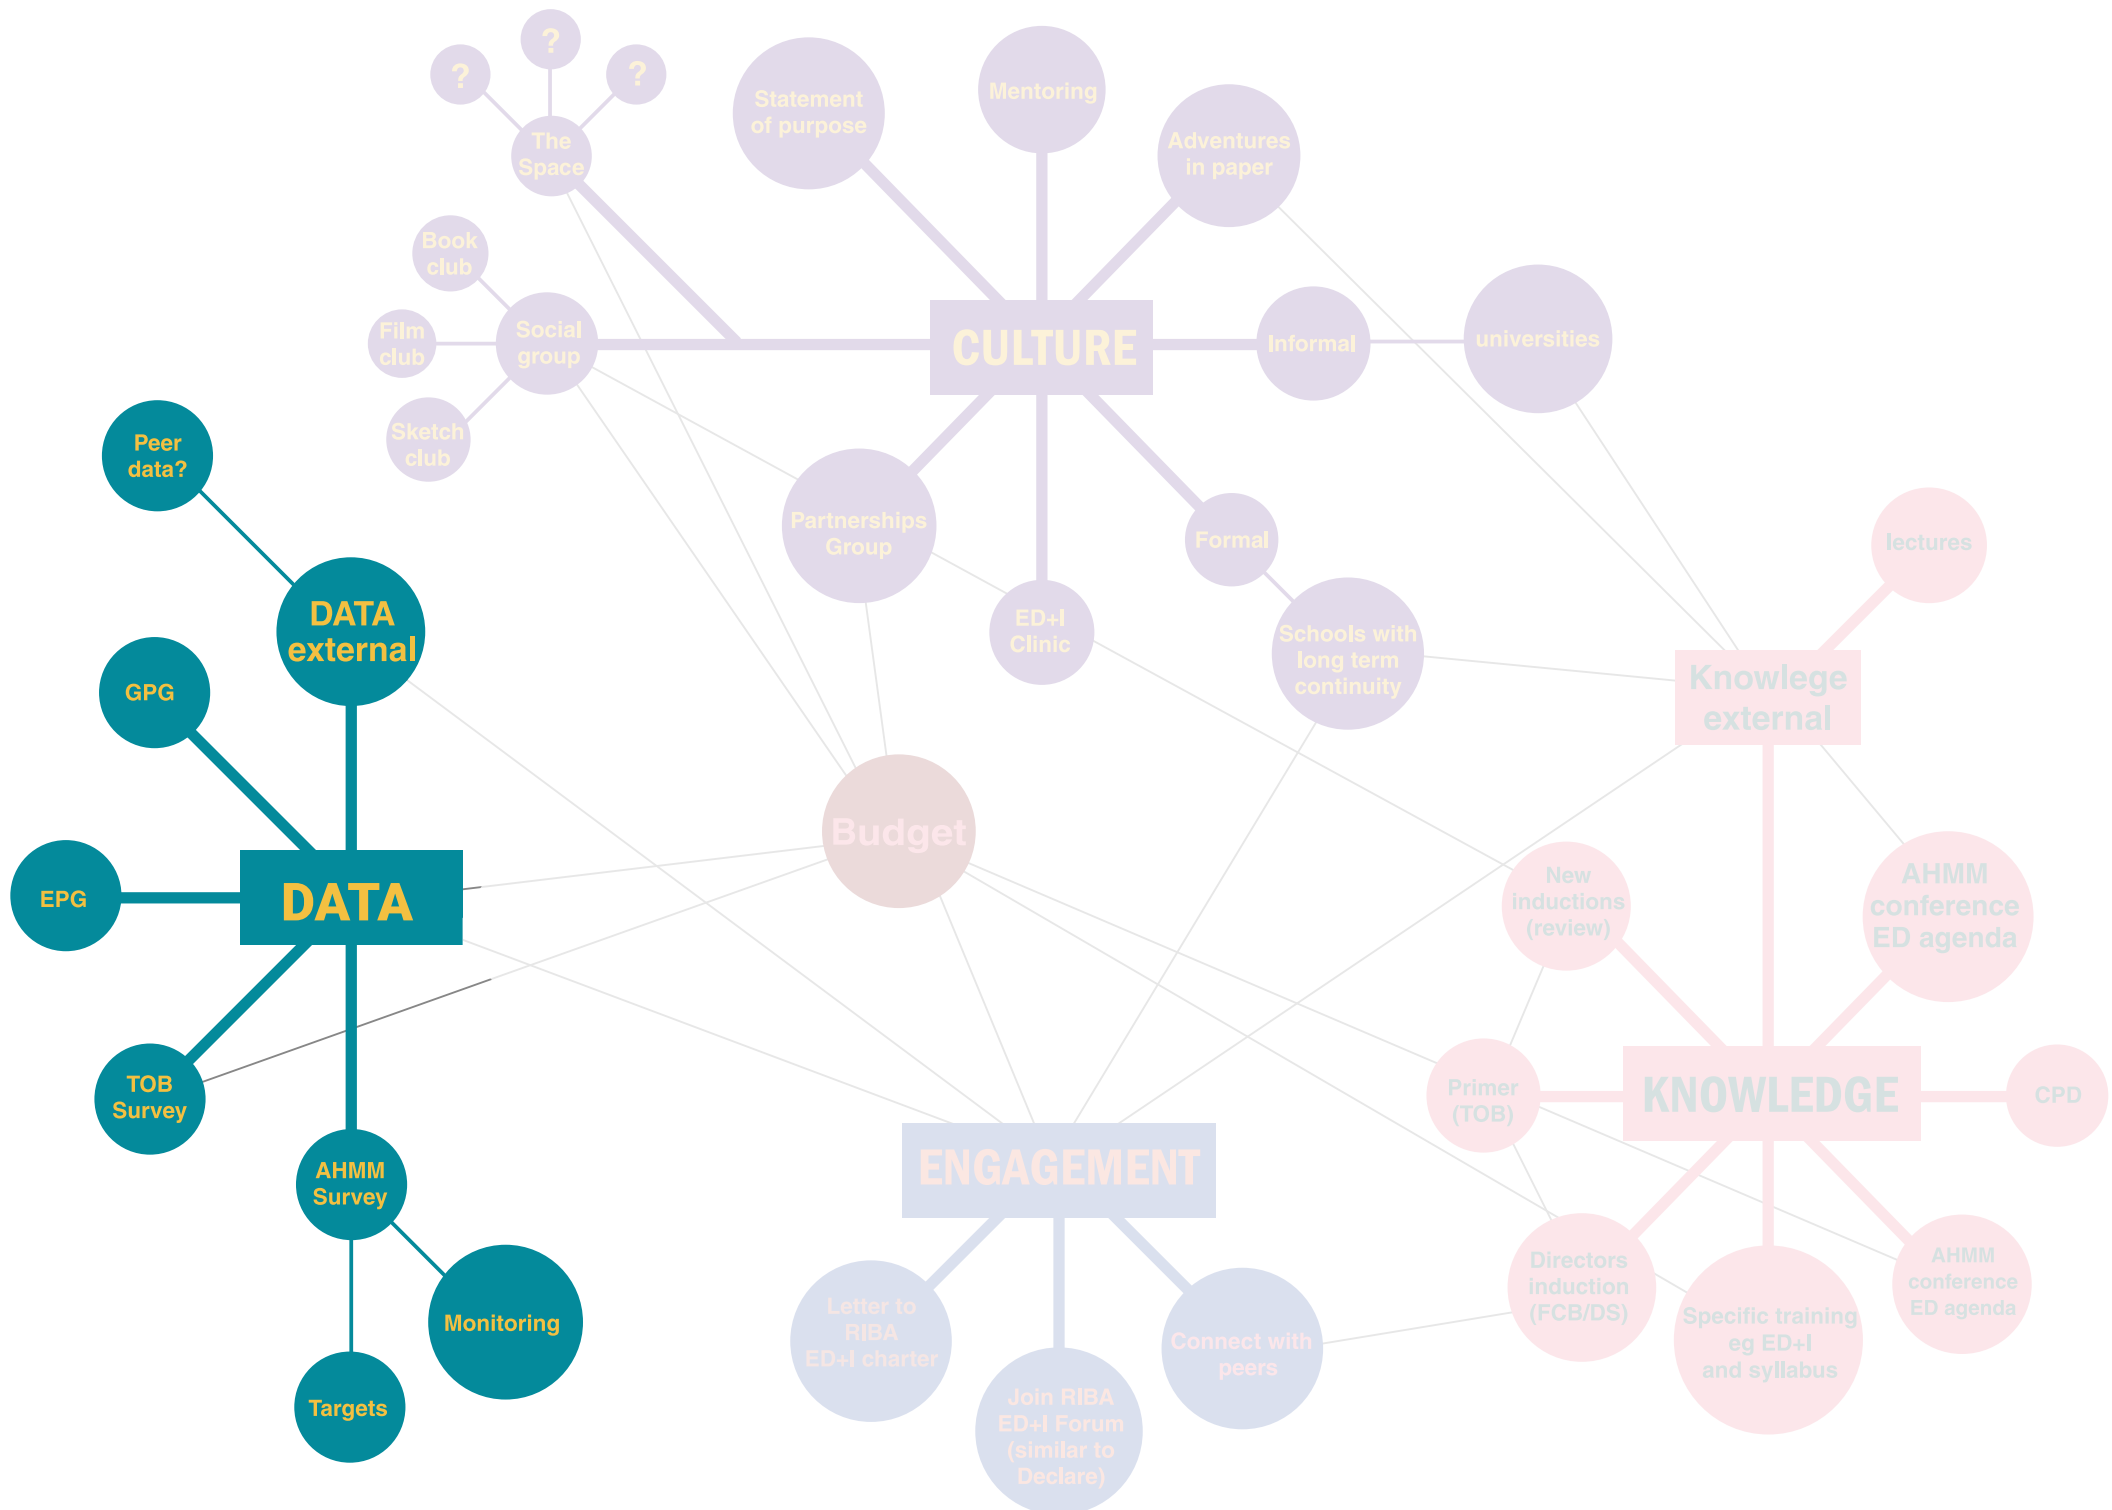 ?
?
?
The
Space
Statement
of purpose
Mentoring
Adventures
in paper
Book
club
Film
club
Social
group
Sketch
club
CULTURE
Informal
universities
Partnerships
Group
Formal
ED+I
Clinic
Schools with
long term
continuity
Peer
data?
DATA
external
GPG
EPG
DATA
TOB
Survey
AHMM
Survey
Monitoring
Targets
Budget
lectures
Knowlege
external
New
inductions
(review)
AHMM
conference
ED agenda
Primer
(TOB)
KNOWLEDGE
CPD
Directors
induction
(FCB/DS)
Specific training
eg ED+I
and syllabus
AHMM
conference
ED agenda
ENGAGEMENT
Letter to
RIBA
ED+I charter
Join RIBA
ED+I Forum
(similar to
Declare)
Connect with
peers